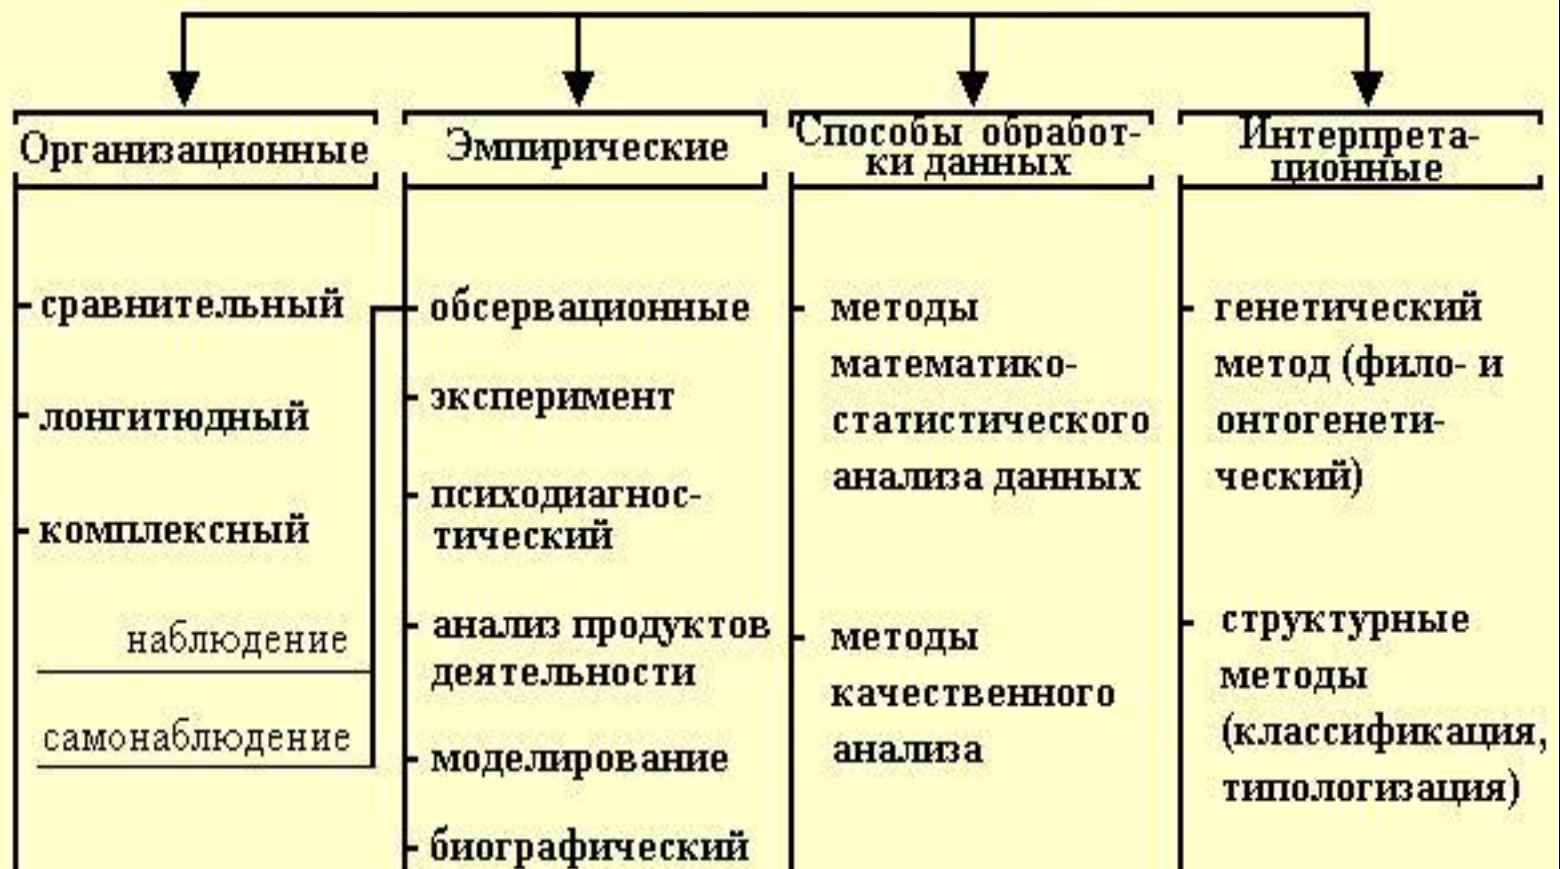 Организационные
сравнительный
лонгитюдный
комплексный
наблюдение
самонаблюдение
Эмпирические
обсервационные
эксперимент
психодиагнос-
тический
анализ продуктов
деятельности
моделирование
биографический
Способы обработ-
ки данных
методы
математико-
статистического
анализа данных
методы
качественного
анализа
Интерпрета-
ционные
генетический
метод (фило- и
онтогенети-
ческий)
структурные
методы
(классификация,
типологизация)